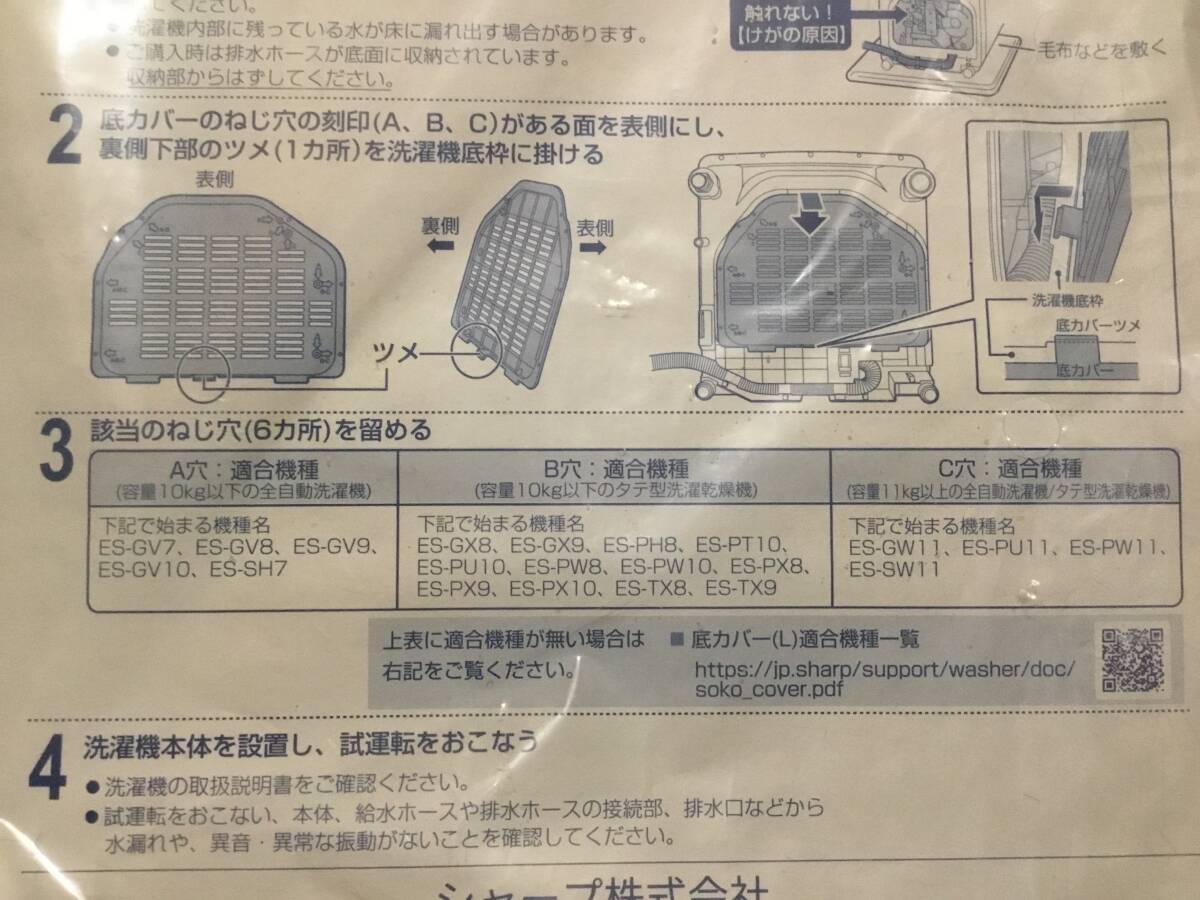 てください。
● 洗濯機内部に残っている水が床に漏れ出す場合があります。
● ご購入時は排水ホースが底面に収納されています。
収納部からはずしてください。
触れない！
【けがの原因】
毛布などを敷く
2
底カバーのねじ穴の刻印(A、B、C)がある面を表側にし、
裏側下部のツメ(1カ所)を洗濯機底枠に掛ける
表側
裏側
表側
ツメ
洗濯機底枠
底カバーツメ
底カバー
3
該当のねじ穴(6カ所)を留める
A穴：適合機種
(容量10kg以下の全自動洗濯機)
下記で始まる機種名
ES-GV7、ES-GV8、ES-GV9、
ES-GV10、ES-SH7
B穴：適合機種
(容量10kg以下のタテ型洗濯乾燥機)
下記で始まる機種名
ES-GX8、ES-GX9、ES-PH8、ES-PT10、
ES-PU10、ES-PW8、ES-PW10、ES-PX8、
ES-PX9、ES-PX10、ES-TX8、ES-TX9
C穴：適合機種
(容量11kg以上の全自動洗濯機/タテ型洗濯乾燥機)
下記で始まる機種名
ES-GW11、ES-PU11、ES-PW11、
ES-SW11
上表に適合機種が無い場合は
右記をご覧ください。
■ 底カバー(L)適合機種一覧
https://jp.sharp/support/washer/doc/
soko_cover.pdf
4
洗濯機本体を設置し、試運転をおこなう
● 洗濯機の取扱説明書をご確認ください。
● 試運転をおこない、本体、給水ホースや排水ホースの接続部、排水口などから
水漏れや、異音・異常な振動がないことを確認してください。
シャープ株式会社